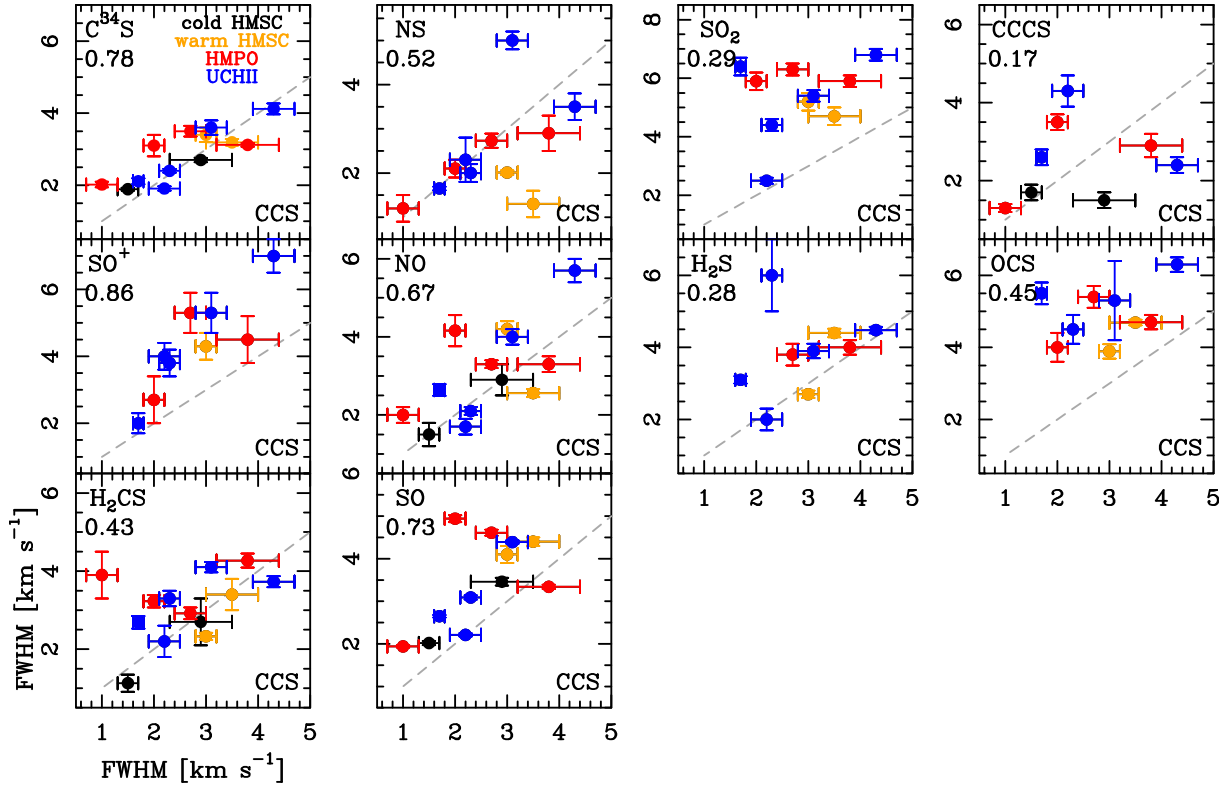 C³⁴S
0.78
cold HMSC
warm HMSC
HMPO
UCHII
CCS
6
4
2
NS
0.52
CCS
4
2
SO₂
0.29
CCS
8
6
4
2
CCCS
0.17
CCS
6
4
2
SO⁺
0.86
CCS
6
4
2
NO
0.67
CCS
6
4
2
H₂S
0.28
CCS
6
4
2
1 2 3 4 5
OCS
0.45
CCS
6
4
2
1 2 3 4 5
H₂CS
0.43
CCS
6
4
2
1 2 3 4 5
SO
0.73
CCS
6
4
2
1 2 3 4 5
FWHM [km s⁻¹]
FWHM [km s⁻¹]